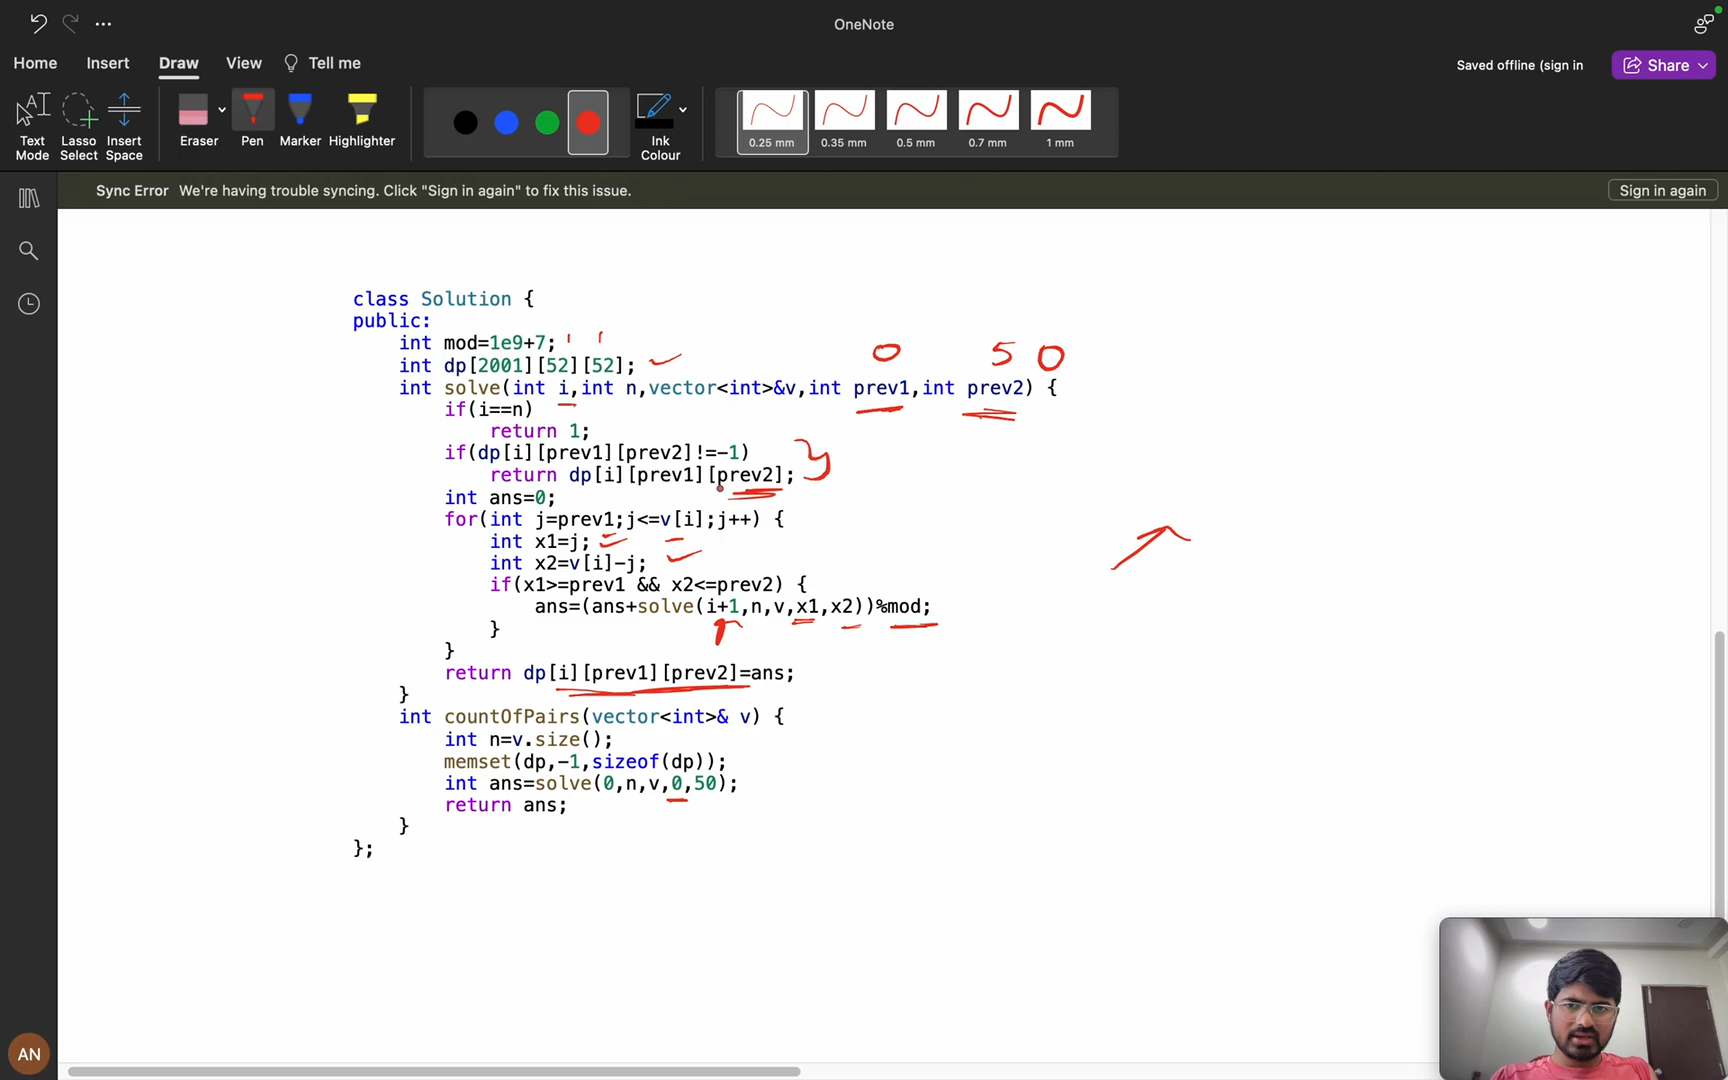 OneNote
Home Insert Draw View Tell me
Saved offline (sign in
Share
Text Mode
Lasso Select
Insert Space
Eraser
Pen
Marker
Highlighter
Ink Colour
0.25 mm
0.35 mm
0.5 mm
0.7 mm
1 mm
Sync Error We're having trouble syncing. Click "Sign in again" to fix this issue.
Sign in again
class Solution {
public:
int mod=1e9+7;
0 50
int dp[2001][52][52];
int solve(int i,int n,vector<int>&v,int prev1,int prev2) {
if(i==n)
return 1;
if(dp[i][prev1][prev2]!=-1)
return dp[i][prev1][prev2];
int ans=0;
for(int j=prev1;j<=v[i];j++) {
int x1=j;
int x2=v[i]-j;
if(x1>=prev1 && x2<=prev2) {
ans=(ans+solve(i+1,n,v,x1,x2))%mod;
}
}
return dp[i][prev1][prev2]=ans;
}
int countOfPairs(vector<int>& v) {
int n=v.size();
memset(dp,-1,sizeof(dp));
int ans=solve(0,n,v,0,50);
return ans;
}
};
AN